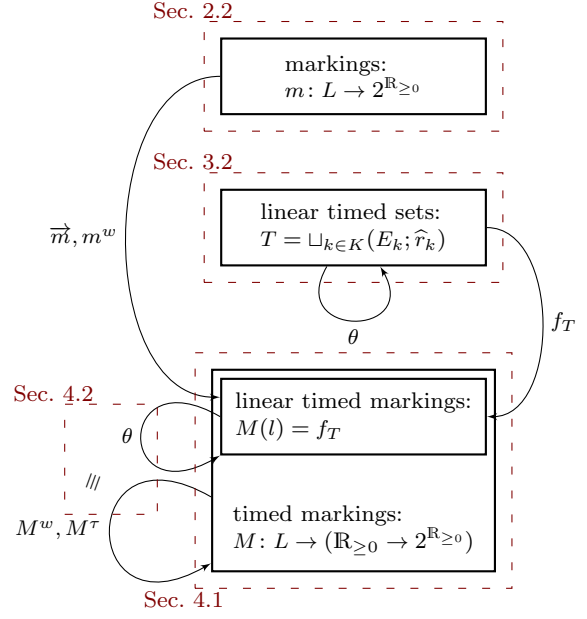 Sec. 2.2
markings:
m: L → 2^{ℝ≥0}
Sec. 3.2
linear timed sets:
T = ⊔_{k∈K}(E_k; r̂_k)
m⃗, m^w
θ
f_T
linear timed markings:
M(l) = f_T
Sec. 4.2
θ
≡
M^w, M^τ
timed markings:
M: L → (ℝ≥0 → 2^{ℝ≥0})
Sec. 4.1